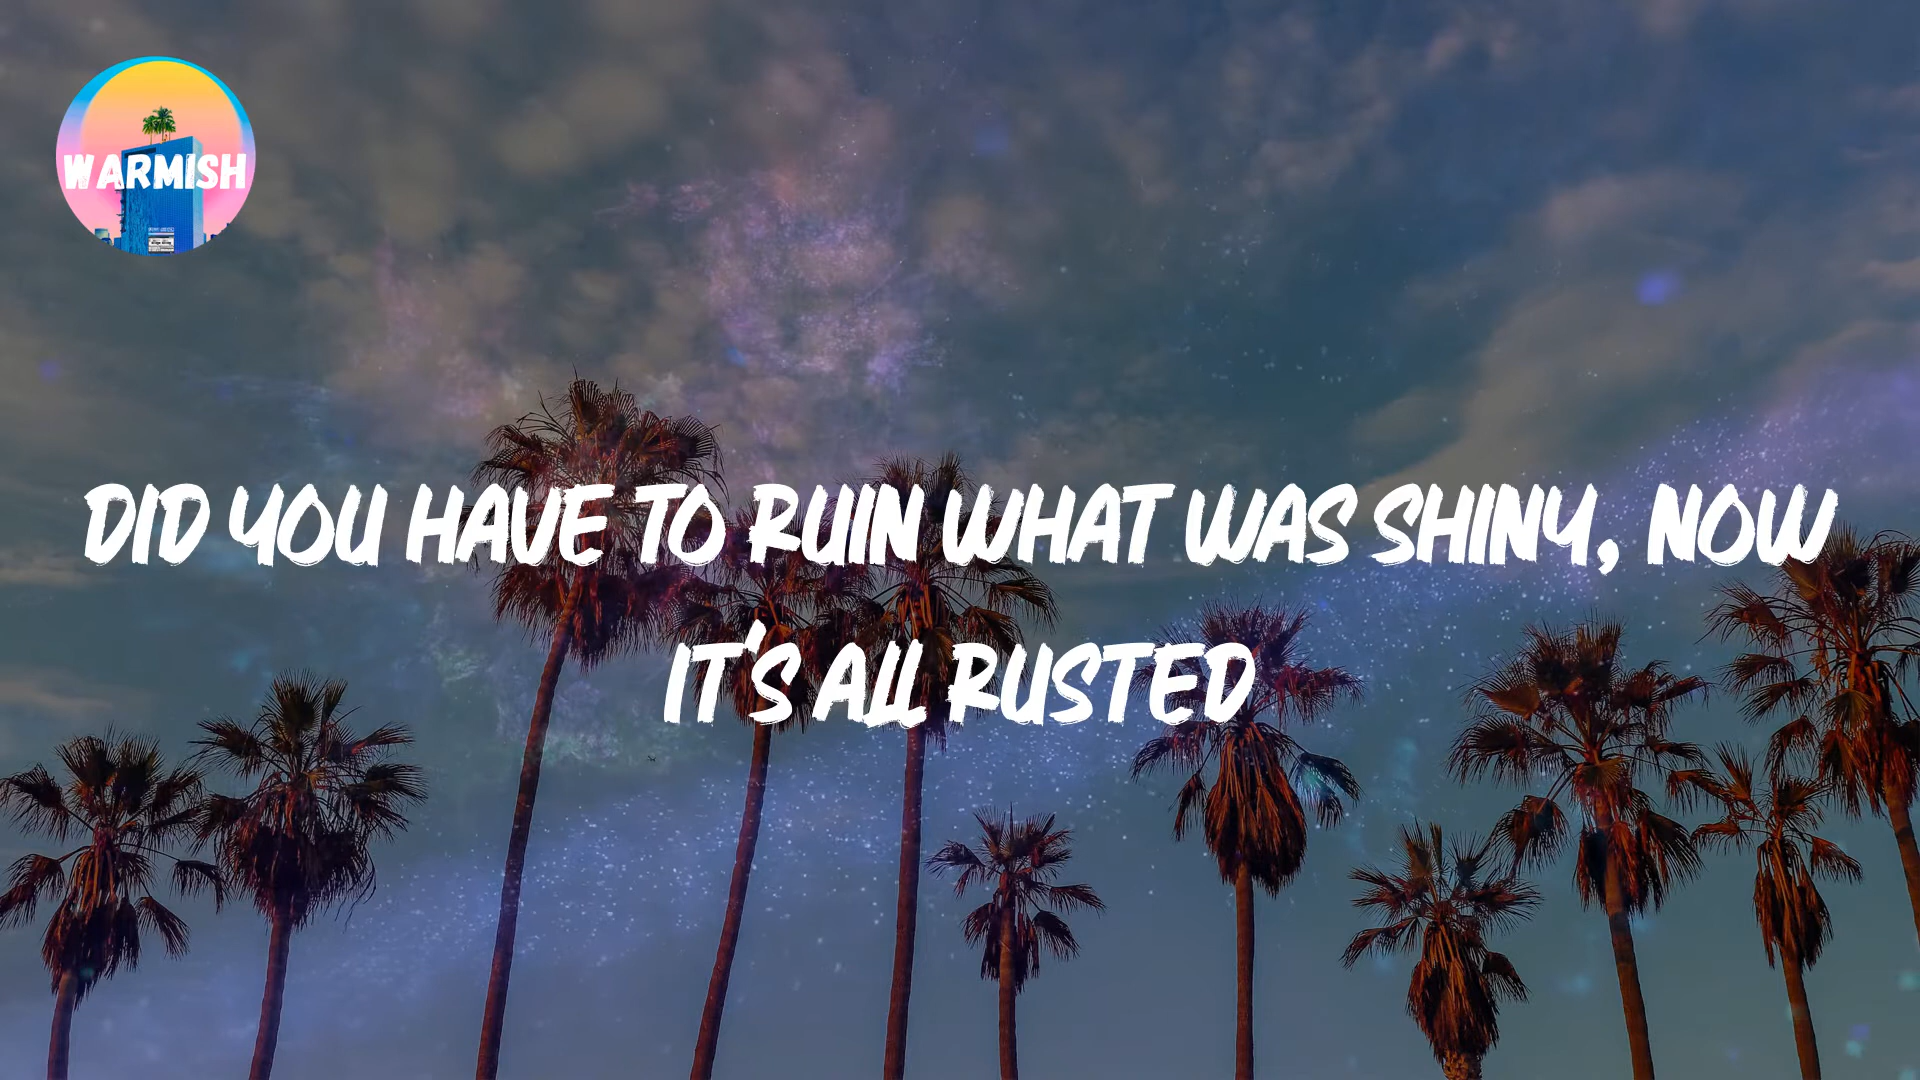 WARMISH
DID YOU HAVE TO RUIN WHAT WAS SHINY, NOW
IT'S ALL RUSTED